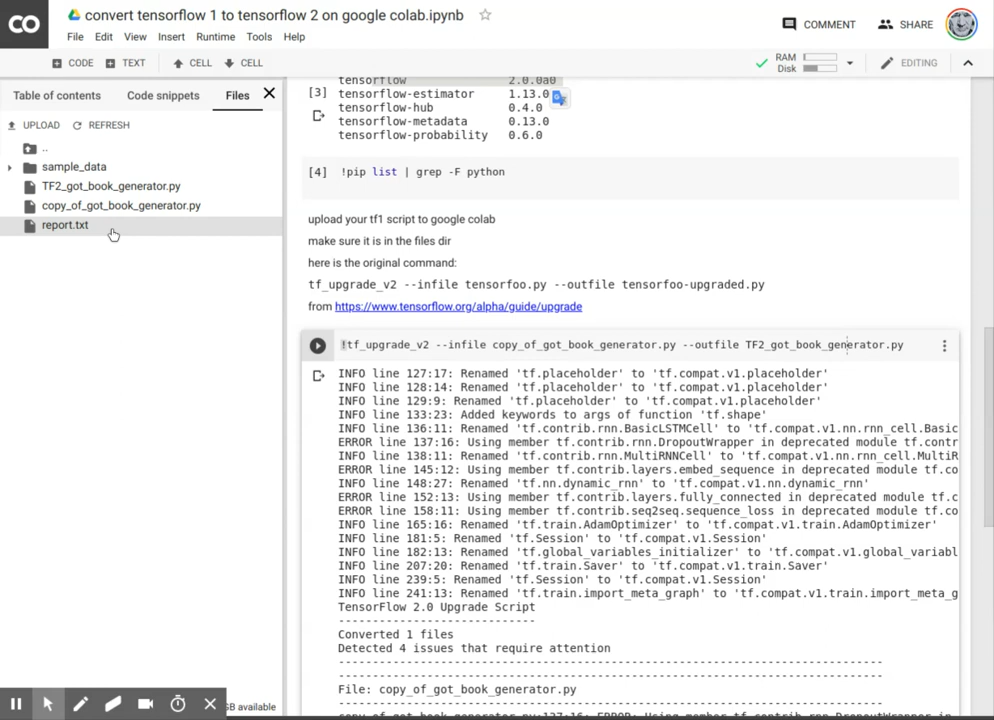 CO
convert tensorflow 1 to tensorflow 2 on google colab.ipynb
COMMENT
SHARE
File Edit View Insert Runtime Tools Help
CODE TEXT CELL CELL
RAM
Disk
EDITING
Table of contents Code snippets Files
UPLOAD REFRESH
..
sample_data
TF2_got_book_generator.py
copy_of_got_book_generator.py
report.txt
tensorflow 2.0.0a0
[3] tensorflow-estimator 1.13.0
tensorflow-hub 0.4.0
tensorflow-metadata 0.13.0
tensorflow-probability 0.6.0
[4] !pip list | grep -F python
upload your tf1 script to google colab
make sure it is in the files dir
here is the original command:
tf_upgrade_v2 --infile tensorfoo.py --outfile tensorfoo-upgraded.py
from https://www.tensorflow.org/alpha/guide/upgrade
!tf_upgrade_v2 --infile copy_of_got_book_generator.py --outfile TF2_got_book_generator.py
INFO line 127:17: Renamed 'tf.placeholder' to 'tf.compat.v1.placeholder'
INFO line 128:14: Renamed 'tf.placeholder' to 'tf.compat.v1.placeholder'
INFO line 129:9: Renamed 'tf.placeholder' to 'tf.compat.v1.placeholder'
INFO line 133:23: Added keywords to args of function 'tf.shape'
INFO line 136:11: Renamed 'tf.contrib.rnn.BasicLSTMCell' to 'tf.compat.v1.nn.rnn_cell.Basic
ERROR line 137:16: Using member tf.contrib.rnn.DropoutWrapper in deprecated module tf.contr
INFO line 138:11: Renamed 'tf.contrib.rnn.MultiRNNCell' to 'tf.compat.v1.nn.rnn_cell.MultiR
ERROR line 145:12: Using member tf.contrib.layers.embed_sequence in deprecated module tf.co
INFO line 148:27: Renamed 'tf.nn.dynamic_rnn' to 'tf.compat.v1.nn.dynamic_rnn'
ERROR line 152:13: Using member tf.contrib.layers.fully_connected in deprecated module tf.c
ERROR line 158:11: Using member tf.contrib.seq2seq.sequence_loss in deprecated module tf.co
INFO line 165:16: Renamed 'tf.train.AdamOptimizer' to 'tf.compat.v1.train.AdamOptimizer'
INFO line 181:5: Renamed 'tf.Session' to 'tf.compat.v1.Session'
INFO line 182:13: Renamed 'tf.global_variables_initializer' to 'tf.compat.v1.global_variabl
INFO line 207:20: Renamed 'tf.train.Saver' to 'tf.compat.v1.train.Saver'
INFO line 239:5: Renamed 'tf.Session' to 'tf.compat.v1.Session'
INFO line 241:13: Renamed 'tf.train.import_meta_graph' to 'tf.compat.v1.train.import_meta_g
TensorFlow 2.0 Upgrade Script
-----------------------------
Converted 1 files
Detected 4 issues that require attention
--------------------------------------------------------------------------------
--------------------------------------------------------------------------------
File: copy_of_got_book_generator.py
--------------------------------------------------------------------------------
copy_of_got_book_generator.py:137:16: ERROR: Using member tf.contrib.rnn.DropoutWrapper
GB available